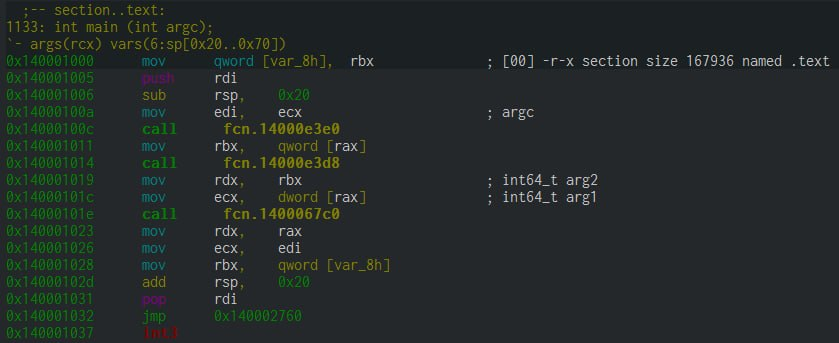 ;-- section..text:
1133: int main (int argc);
`- args(rcx) vars(6:sp[0x20..0x70])
0x140001000 mov qword [var_8h], rbx ; [00] -r-x section size 167936 named .text
0x140001005 push rdi
0x140001006 sub rsp, 0x20
0x14000100a mov edi, ecx ; argc
0x14000100c call fcn.14000e3e0
0x140001011 mov rbx, qword [rax]
0x140001014 call fcn.14000e3d8
0x140001019 mov rdx, rbx ; int64_t arg2
0x14000101c mov ecx, dword [rax] ; int64_t arg1
0x14000101e call fcn.1400067c0
0x140001023 mov rdx, rax
0x140001026 mov ecx, edi
0x140001028 mov rbx, qword [var_8h]
0x14000102d add rsp, 0x20
0x140001031 pop rdi
0x140001032 jmp 0x140002760
0x140001037 int3